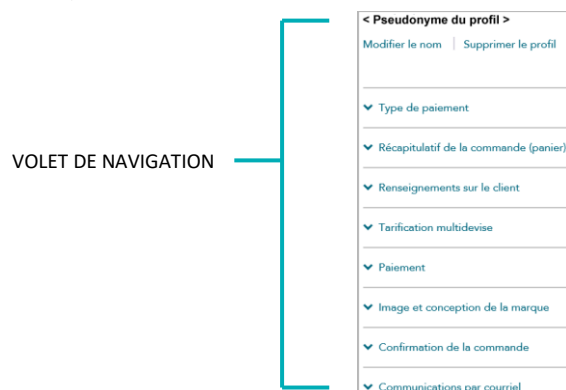 < Pseudonyme du profil >
Modifier le nom | Supprimer le profil
Type de paiement
Récapitulatif de la commande (panier)
VOLET DE NAVIGATION
Renseignements sur le client
Tarification multidevise
Paiement
Image et conception de la marque
Confirmation de la commande
Communications par courriel